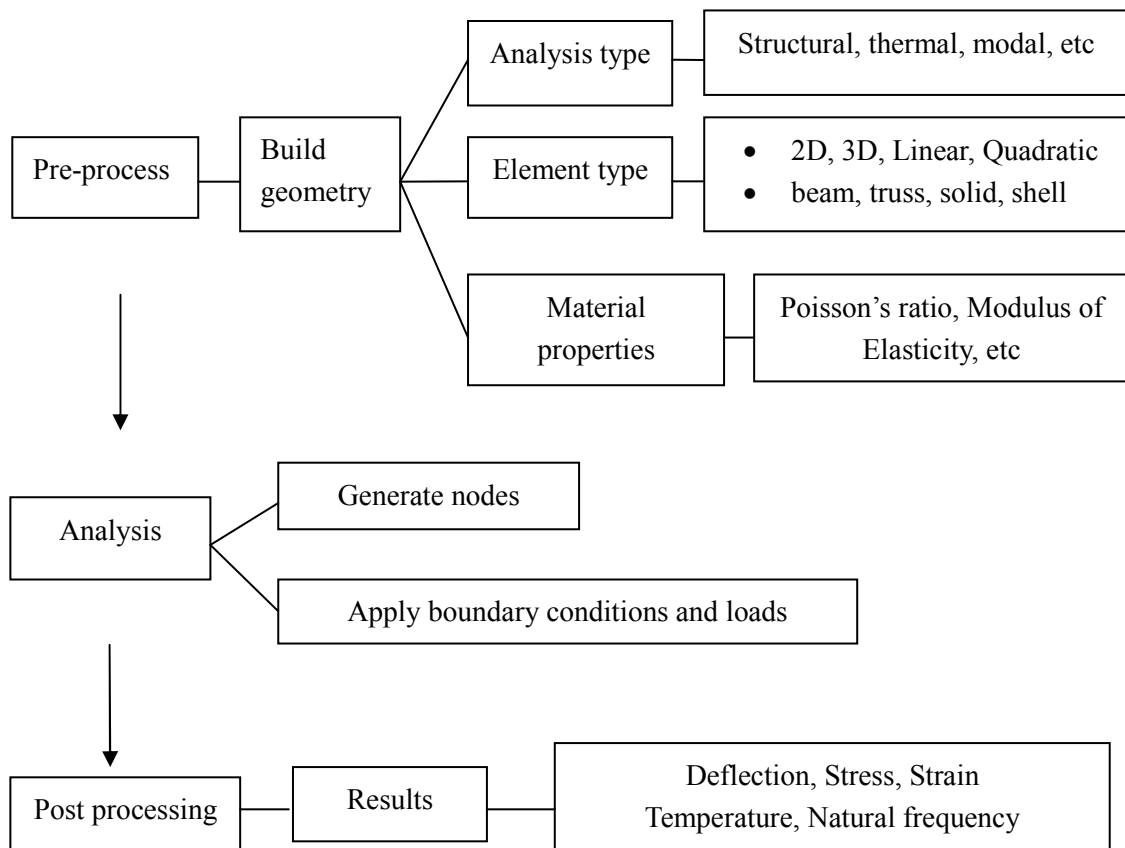 Analysis type
Structural, thermal, modal, etc
Pre-process
Build
geometry
Element type
• 2D, 3D, Linear, Quadratic
• beam, truss, solid, shell
Material
properties
Poisson’s ratio, Modulus of
Elasticity, etc
Analysis
Generate nodes
Apply boundary conditions and loads
Post processing
Results
Deflection, Stress, Strain
Temperature, Natural frequency